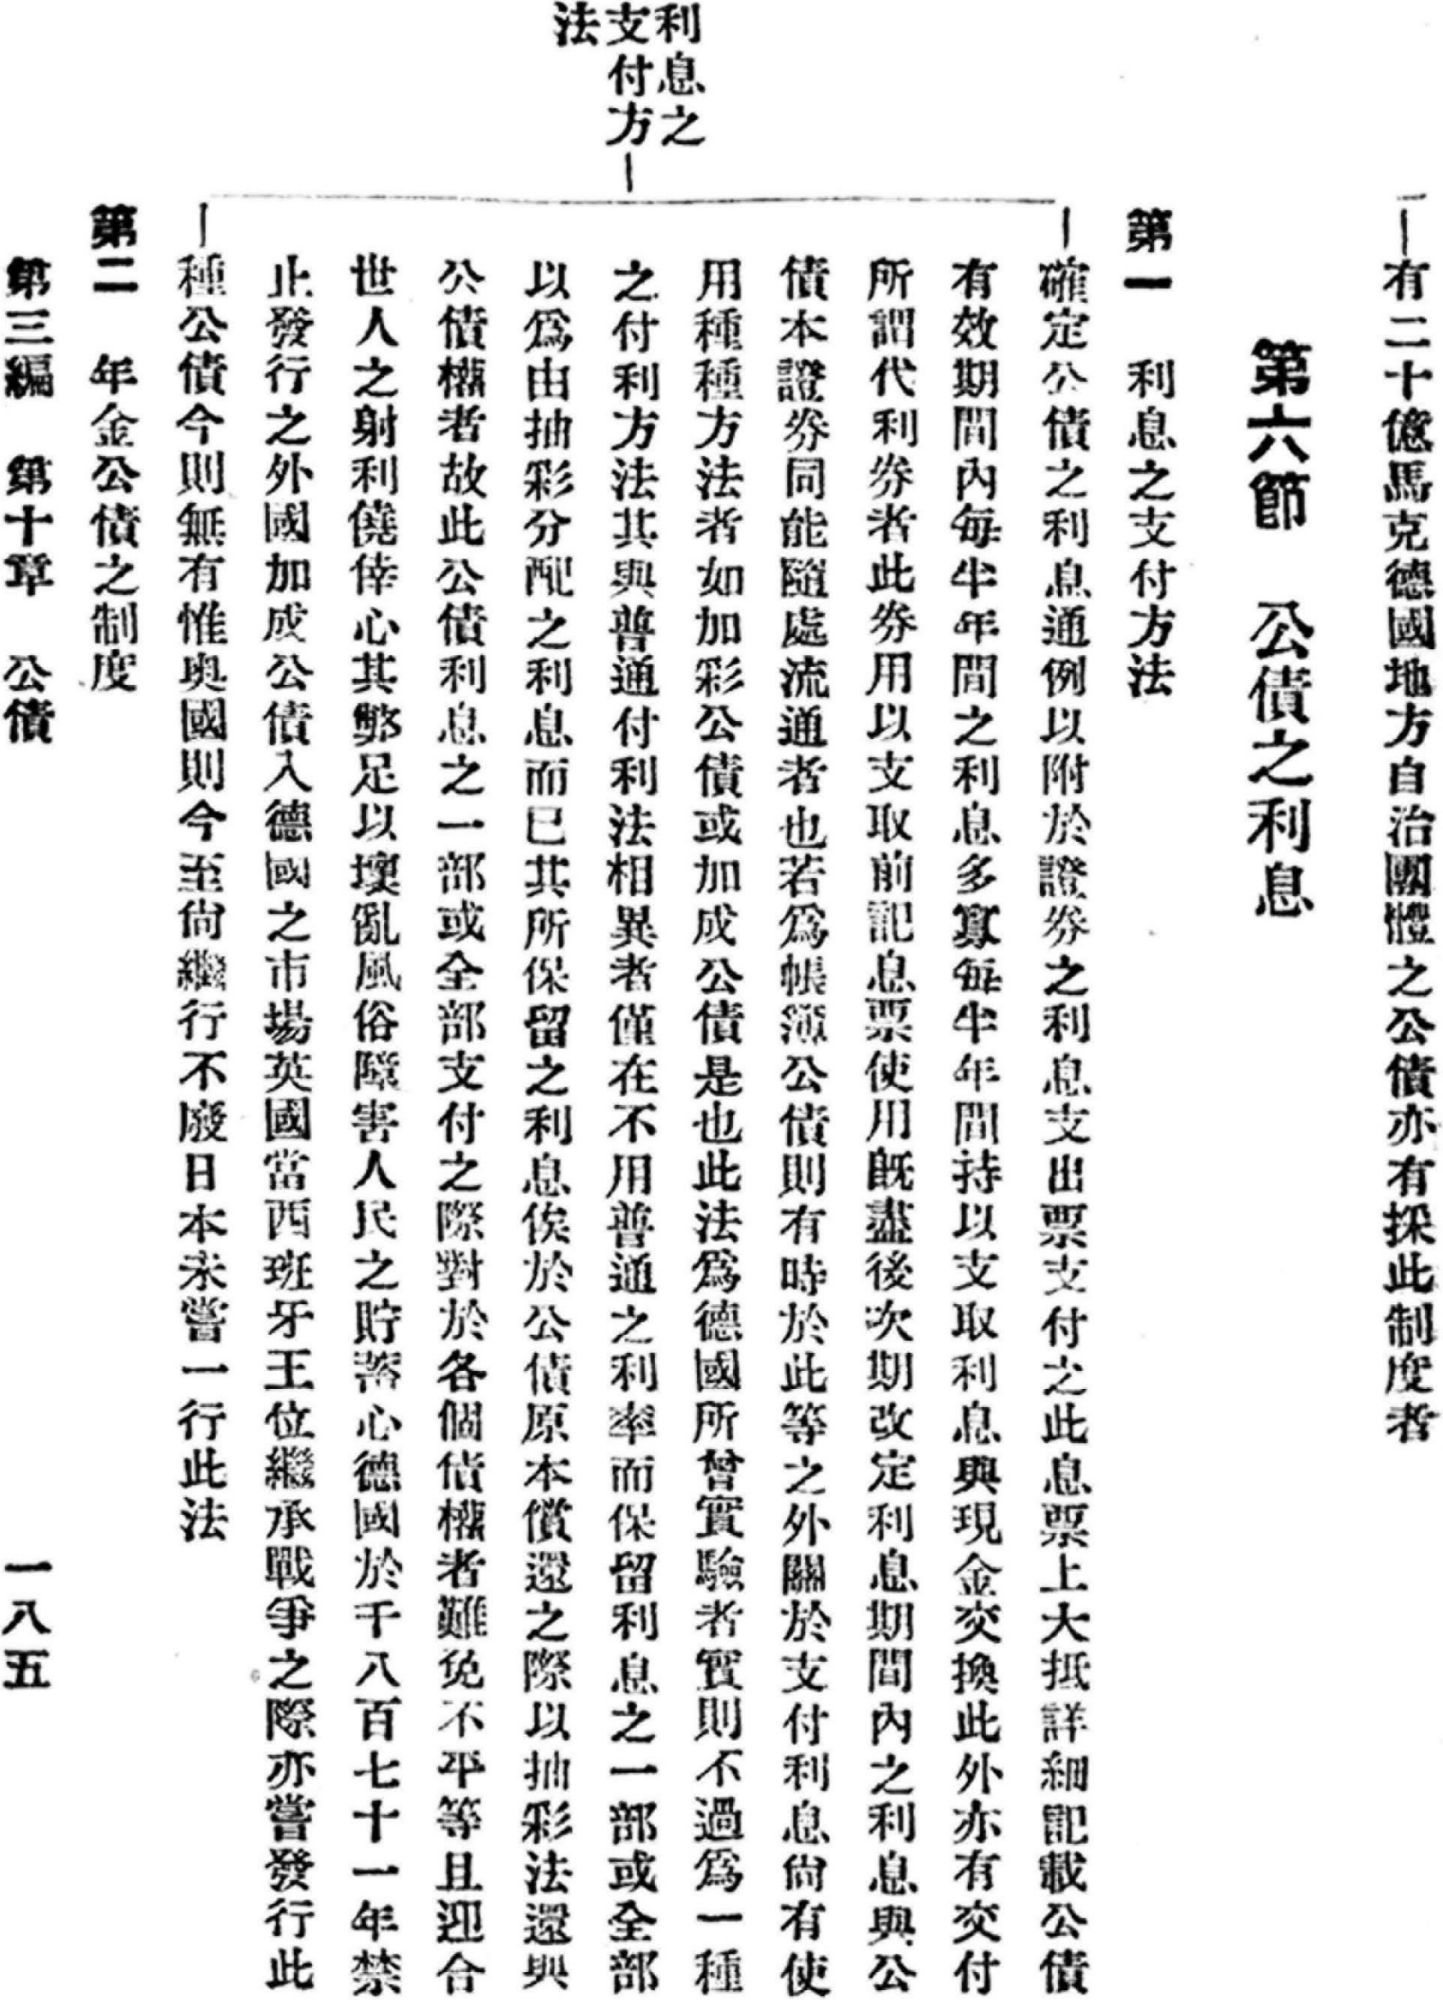 有二十億馬克德國地方自治團體之公債亦有採此制度者
第六節　公債之利息
第一　利息之支付方法
利息之
支付方
法
確定公債之利息通例以附於證券之利息支出票支付之此息票上大抵詳細記載公債
有效期間內每半年間之利息多寡每半年間持以支取利息與現金交換此外亦有交付
所謂代利券者此券用以支取前記息票使用旣盡後次期改定利息期間內之利息與公
債本證券同能隨處流通者也若爲帳簿公債則有時於此等之外關於支付利息尙有使
用種種方法者如加彩公債或加成公債是也此法爲德國所曾實驗者實則不過爲一種
之付利方法其與普通付利法相異者僅在不用普通之利率而保留利息之一部或全部
以爲由抽彩分配之利息而已其所保留之利息俟於公債原本償還之際以抽彩法還與
公債權者故此公債利息之一部或全部支付之際對於各個債權者難免不平等且迎合
世人之射利僥倖心其弊足以壞亂風俗障害人民之貯蓄心德國於千八百七十一年禁
止發行之外國加成公債入德國之市場英國當西班牙王位繼承戰爭之際亦嘗發行此
種公債今則無有惟奧國則今至尙繼行不廢日本未嘗一行此法
第二　年金公債之制度
第三編　第十章　公債　一八五